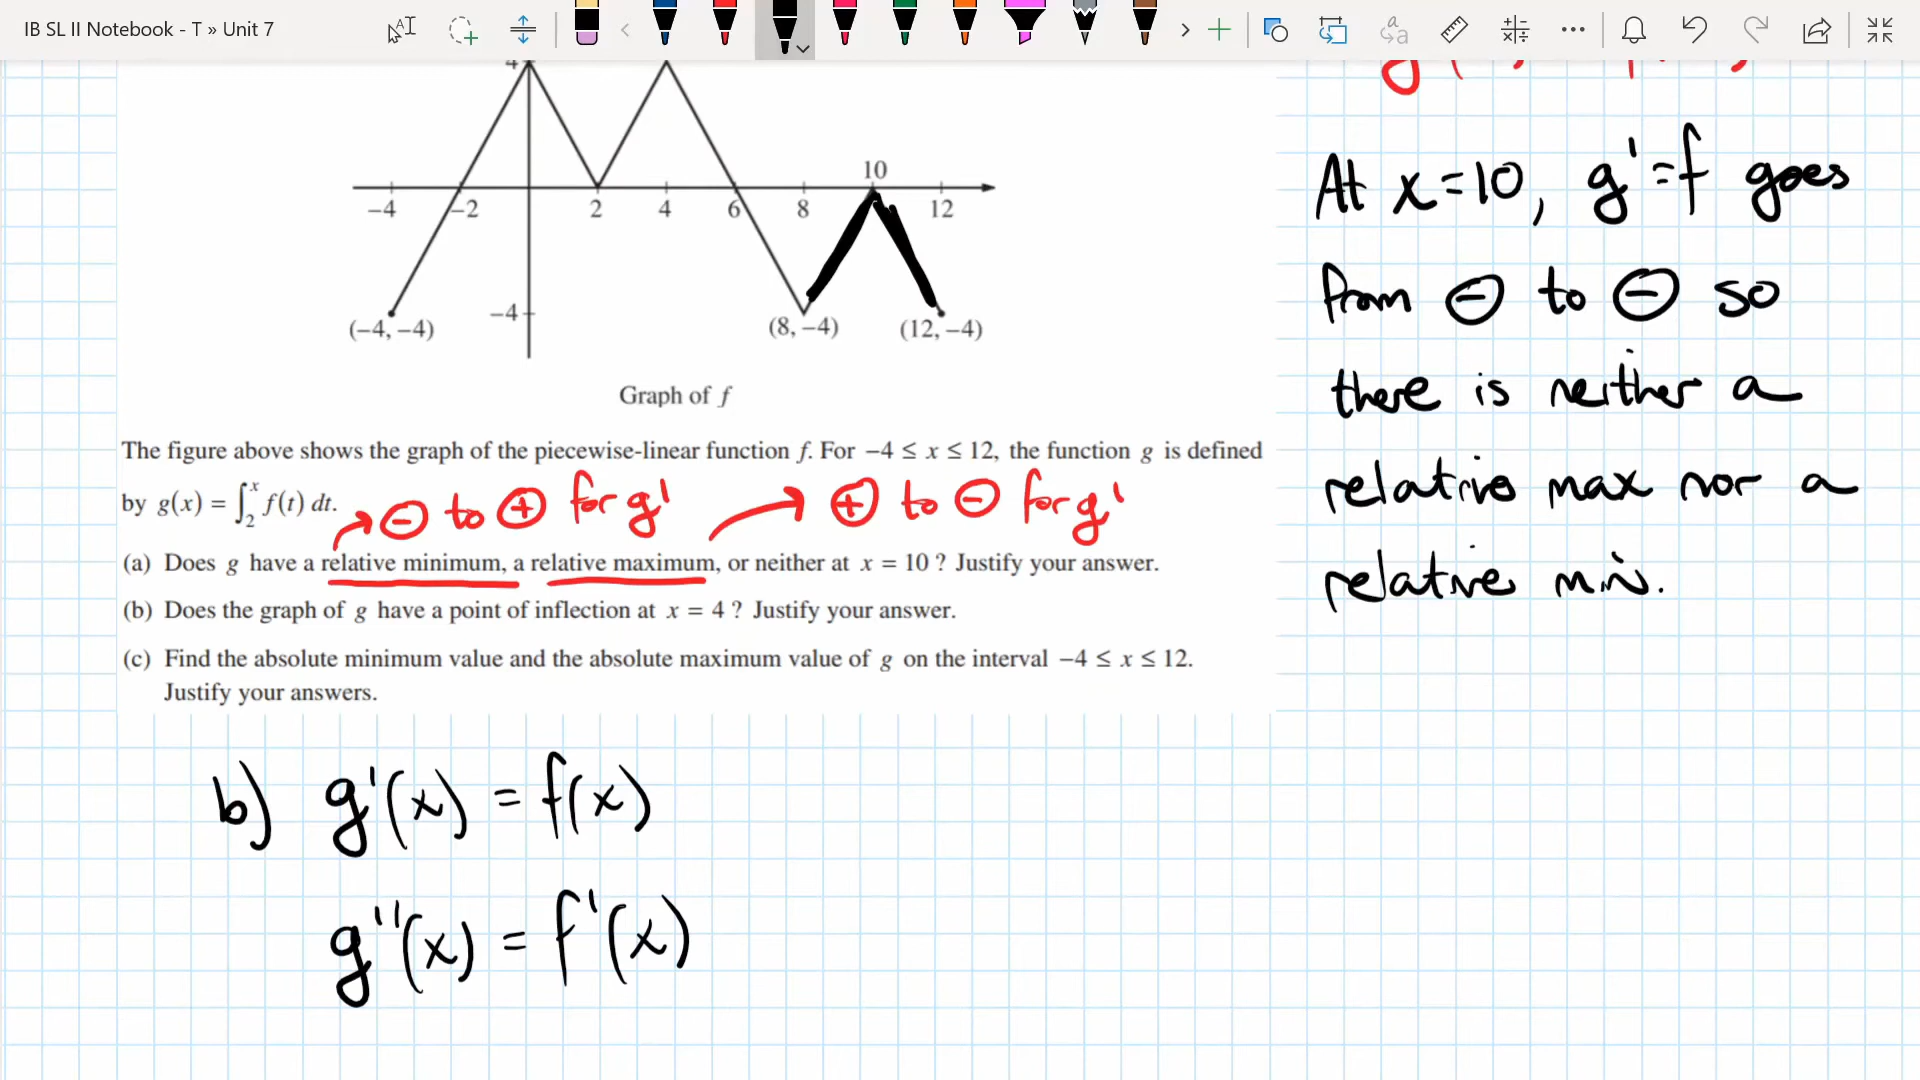 IB SL II Notebook - T » Unit 7
4
10
-4 -2 2 4 6 8 12
-4
(-4, -4) (8, -4) (12, -4)
Graph of f
The figure above shows the graph of the piecewise-linear function f. For -4 ≤ x ≤ 12, the function g is defined
by g(x) = ∫₂ˣ f(t) dt.
⊖ to ⊕ for g' ⊕ to ⊖ for g'
(a) Does g have a relative minimum, a relative maximum, or neither at x = 10 ? Justify your answer.
(b) Does the graph of g have a point of inflection at x = 4 ? Justify your answer.
(c) Find the absolute minimum value and the absolute maximum value of g on the interval -4 ≤ x ≤ 12.
Justify your answers.
At x=10, g'=f goes
from ⊖ to ⊖ so
there is neither a
relative max nor a
relative min.
b) g'(x) = f(x)
g''(x) = f'(x)